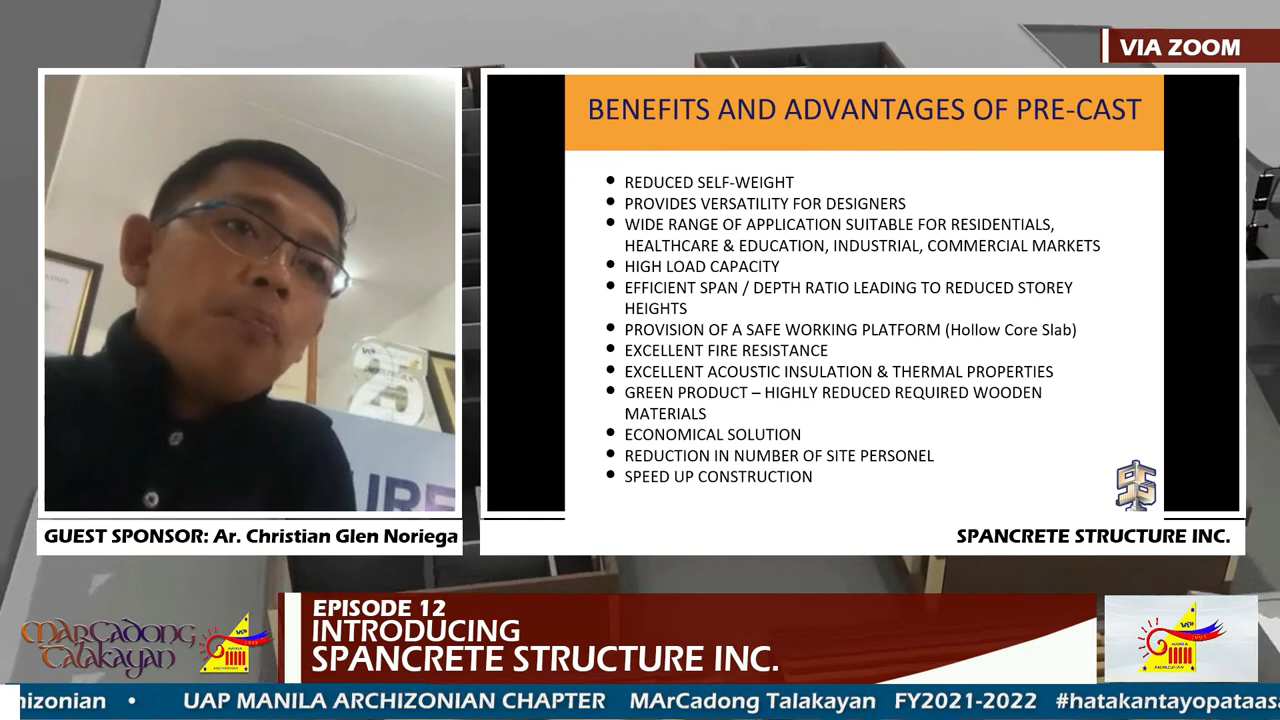 VIA ZOOM
BENEFITS AND ADVANTAGES OF PRE-CAST
• REDUCED SELF-WEIGHT
• PROVIDES VERSATILITY FOR DESIGNERS
• WIDE RANGE OF APPLICATION SUITABLE FOR RESIDENTIALS,
HEALTHCARE & EDUCATION, INDUSTRIAL, COMMERCIAL MARKETS
• HIGH LOAD CAPACITY
• EFFICIENT SPAN / DEPTH RATIO LEADING TO REDUCED STOREY
HEIGHTS
• PROVISION OF A SAFE WORKING PLATFORM (Hollow Core Slab)
• EXCELLENT FIRE RESISTANCE
• EXCELLENT ACOUSTIC INSULATION & THERMAL PROPERTIES
• GREEN PRODUCT – HIGHLY REDUCED REQUIRED WOODEN
MATERIALS
• ECONOMICAL SOLUTION
• REDUCTION IN NUMBER OF SITE PERSONEL
• SPEED UP CONSTRUCTION
25
URE
GUEST SPONSOR: Ar. Christian Glen Noriega
SPANCRETE STRUCTURE INC.
MArCadong
Talakayan
EPISODE 12
INTRODUCING
SPANCRETE STRUCTURE INC.
nizonian • UAP MANILA ARCHIZONIAN CHAPTER MArCadong Talakayan FY2021-2022 #hatakantayopataas